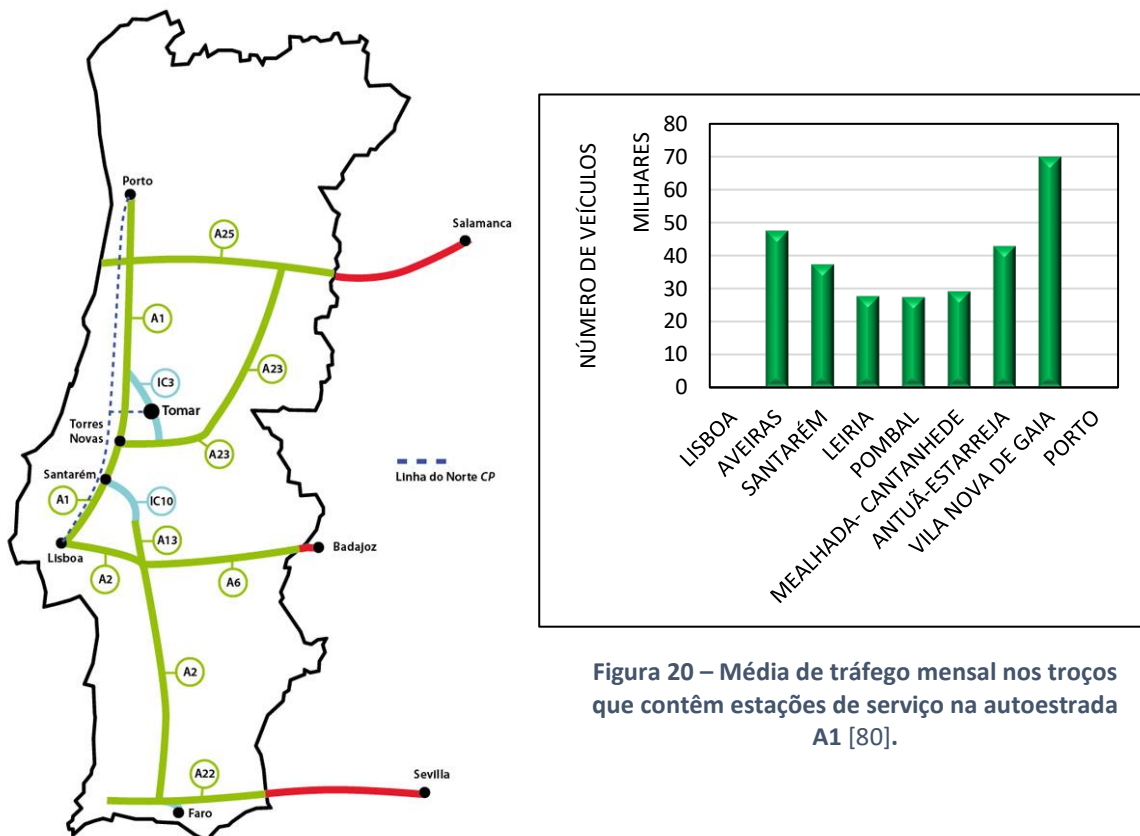 Porto
Salamanca
A25
A1
A23
IC3
Tomar
Torres
Novas
A23
Santarém
Linha do Norte CP
A1
IC10
A13
Lisboa
Badajoz
A2
A6
A2
A22
Sevilla
Faro
NÚMERO DE VEÍCULOS
MILHARES
80
70
60
50
40
30
20
10
0
LISBOA
AVEIRAS
SANTARÉM
LEIRIA
POMBAL
MEALHADA- CANTANHEDE
ANTUÃ-ESTARREJA
VILA NOVA DE GAIA
PORTO
Figura 20 – Média de tráfego mensal nos troços
que contêm estações de serviço na autoestrada
A1 [80].